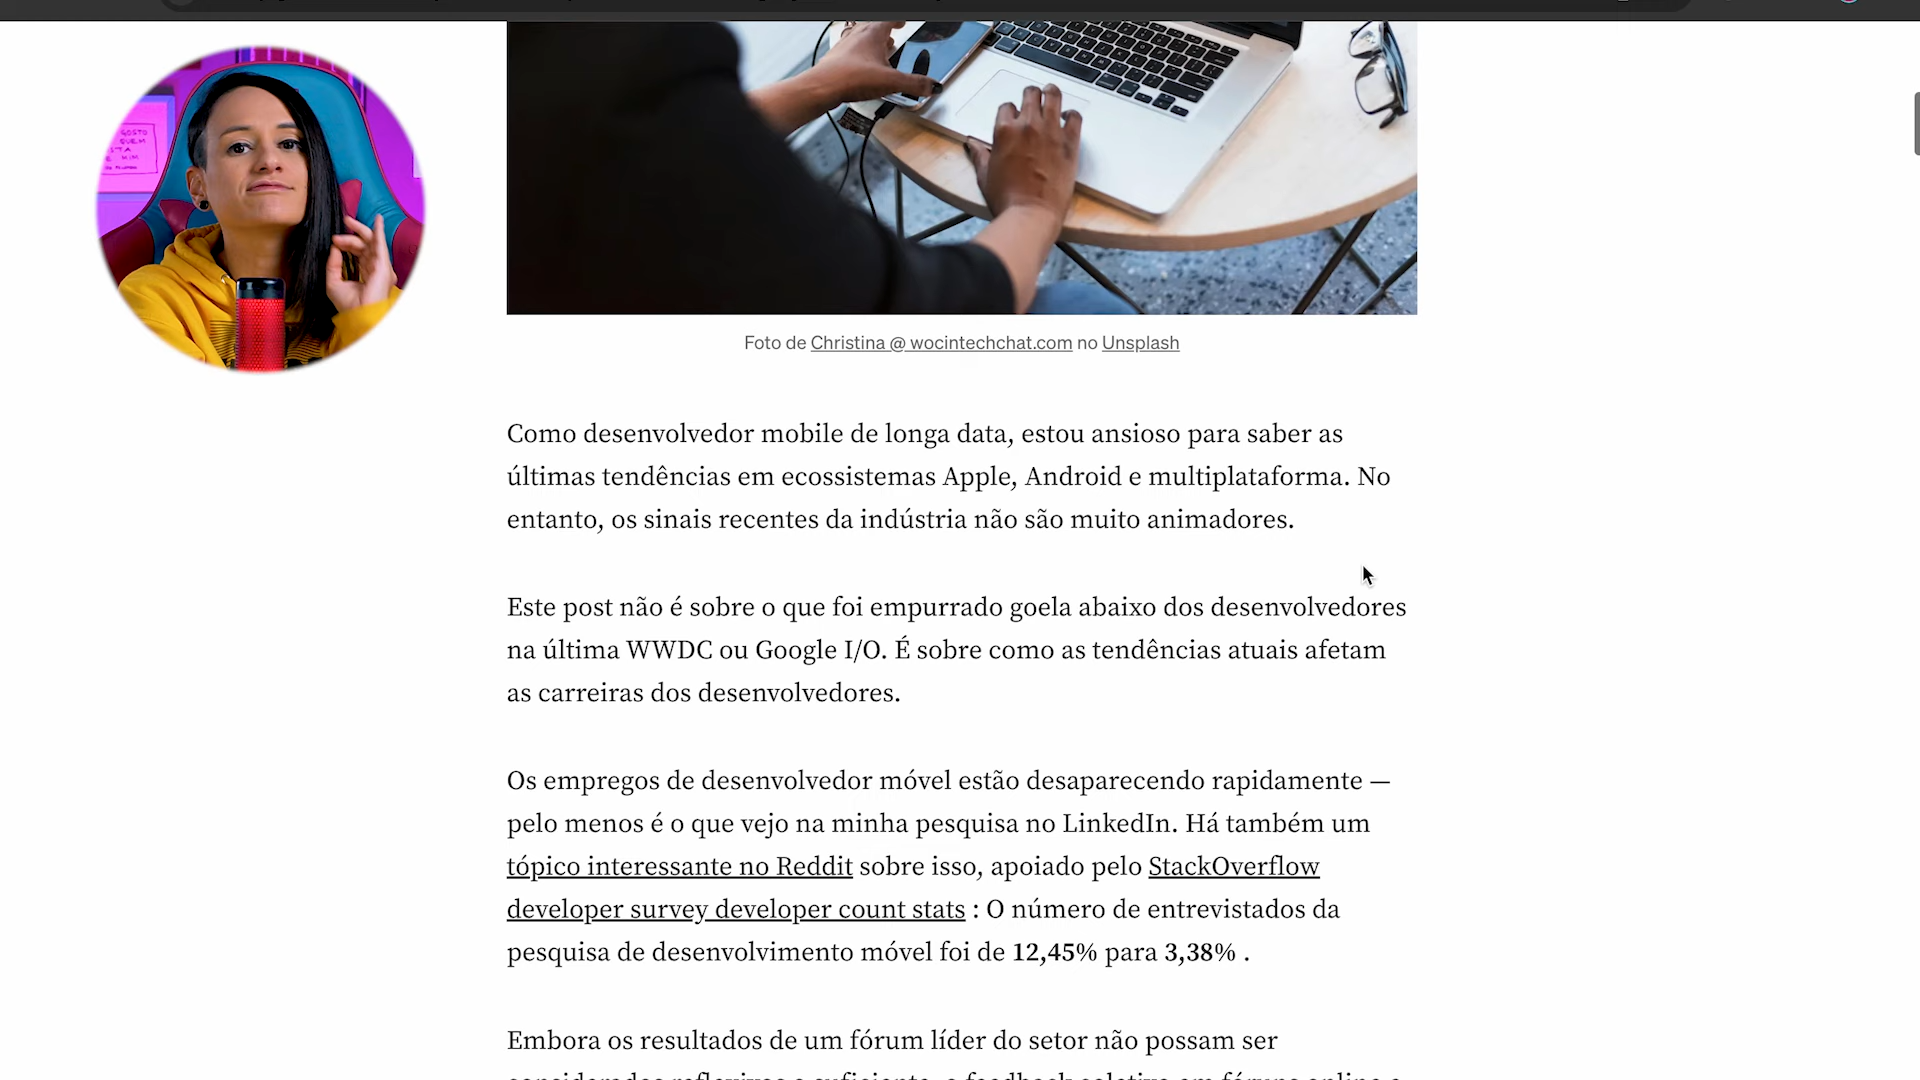 GOSTO
QUEM
STA
E MIM
Foto de Christina @ wocintechchat.com no Unsplash
Como desenvolvedor mobile de longa data, estou ansioso para saber as
últimas tendências em ecossistemas Apple, Android e multiplataforma. No
entanto, os sinais recentes da indústria não são muito animadores.
Este post não é sobre o que foi empurrado goela abaixo dos desenvolvedores
na última WWDC ou Google I/O. É sobre como as tendências atuais afetam
as carreiras dos desenvolvedores.
Os empregos de desenvolvedor móvel estão desaparecendo rapidamente —
pelo menos é o que vejo na minha pesquisa no LinkedIn. Há também um
tópico interessante no Reddit sobre isso, apoiado pelo StackOverflow
developer survey developer count stats : O número de entrevistados da
pesquisa de desenvolvimento móvel foi de 12,45% para 3,38% .
Embora os resultados de um fórum líder do setor não possam ser